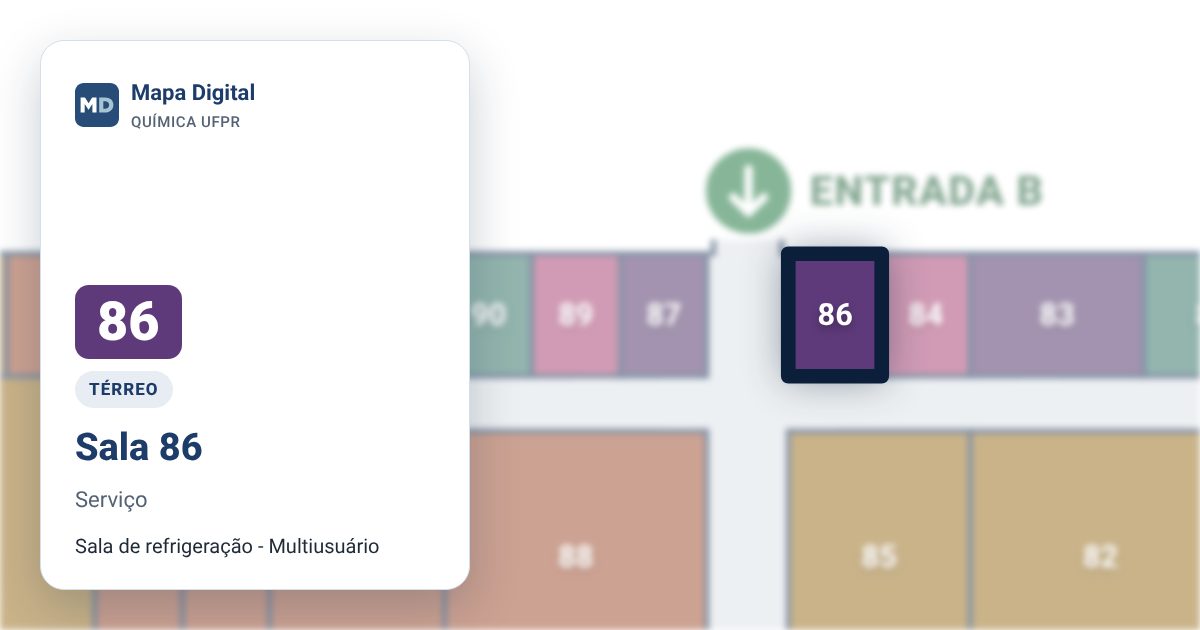 Mapa Digital
QUÍMICA UFPR
86
TÉRREO
Sala 86
Serviço
Sala de refrigeração - Multiusuário
ENTRADA B
90 89 87 86 84 83
88 85 82